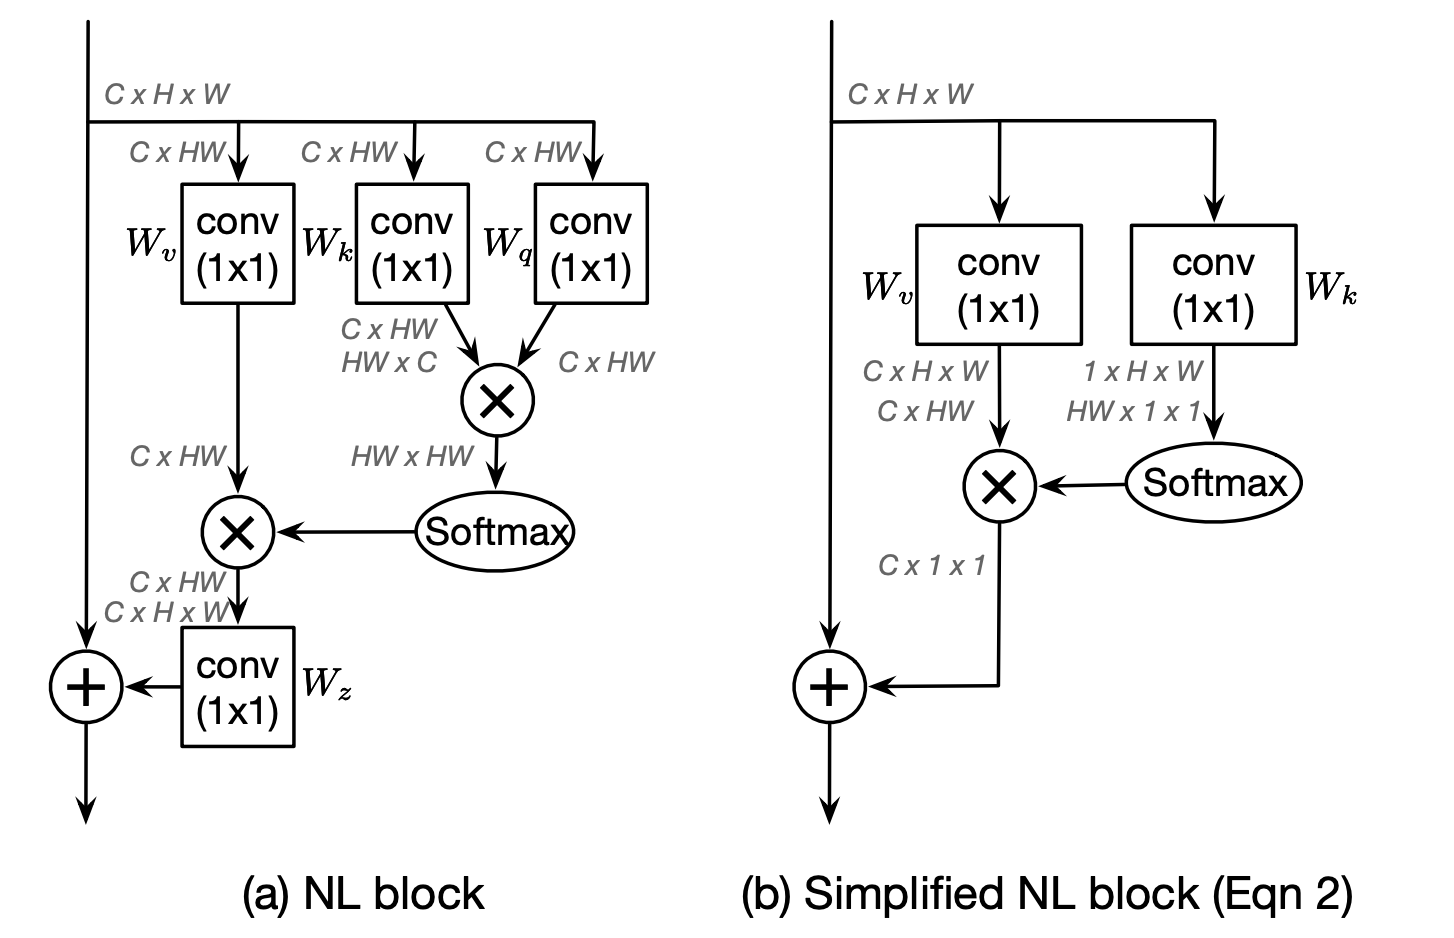 C x H x W
C x HW
C x HW
C x HW
W_v
conv
(1x1)
W_k
conv
(1x1)
W_q
conv
(1x1)
C x HW
HW x C
C x HW
C x HW
HW x HW
Softmax
C x HW
C x H x W
conv
(1x1)
W_z
(a) NL block
C x H x W
W_v
conv
(1x1)
conv
(1x1)
W_k
C x H x W
C x HW
1 x H x W
HW x 1 x 1
Softmax
C x 1 x 1
(b) Simplified NL block (Eqn 2)